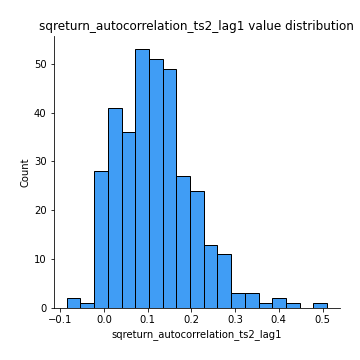 sqreturn_autocorrelation_ts2_lag1 value distribution
50
40
30
20
10
0
Count
−0.1 0.0 0.1 0.2 0.3 0.4 0.5
sqreturn_autocorrelation_ts2_lag1